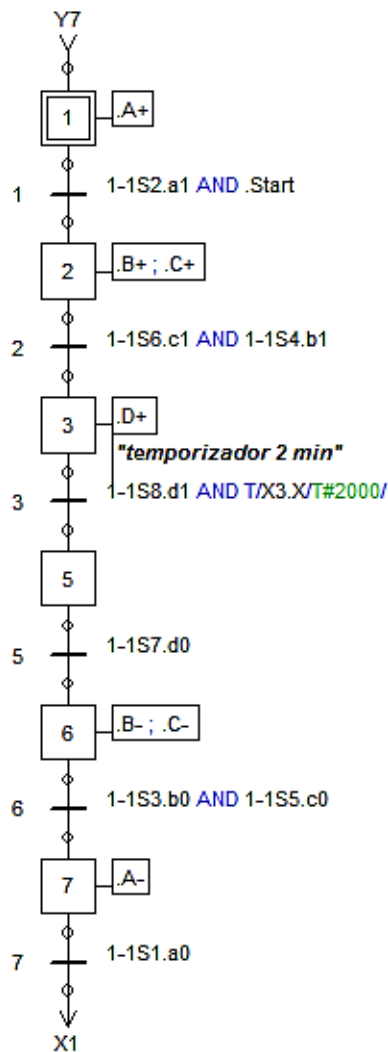 Y7
1 .A+
1 1-1S2.a1 AND .Start
2 .B+ ; .C+
2 1-1S6.c1 AND 1-1S4.b1
3 .D+
"temporizador 2 min"
3 1-1S8.d1 AND T/X3.X/T#2000/
5
5 1-1S7.d0
6 .B- ; .C-
6 1-1S3.b0 AND 1-1S5.c0
7 .A-
7 1-1S1.a0
X1